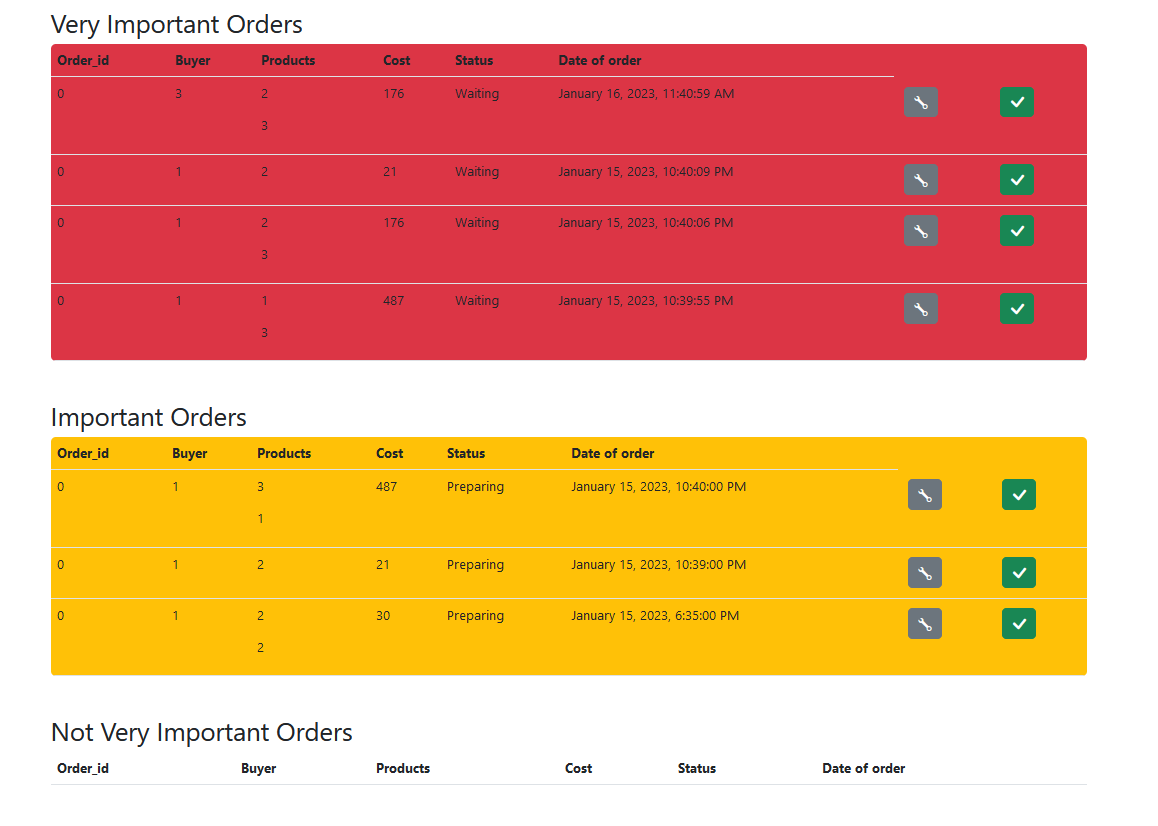 Very Important Orders
Order_id Buyer Products Cost Status Date of order
0 3 2 176 Waiting January 16, 2023, 11:40:59 AM
3
0 1 2 21 Waiting January 15, 2023, 10:40:09 PM
0 1 2 176 Waiting January 15, 2023, 10:40:06 PM
3
0 1 1 487 Waiting January 15, 2023, 10:39:55 PM
3
Important Orders
Order_id Buyer Products Cost Status Date of order
0 1 3 487 Preparing January 15, 2023, 10:40:00 PM
1
0 1 2 21 Preparing January 15, 2023, 10:39:00 PM
0 1 2 30 Preparing January 15, 2023, 6:35:00 PM
2
Not Very Important Orders
Order_id Buyer Products Cost Status Date of order